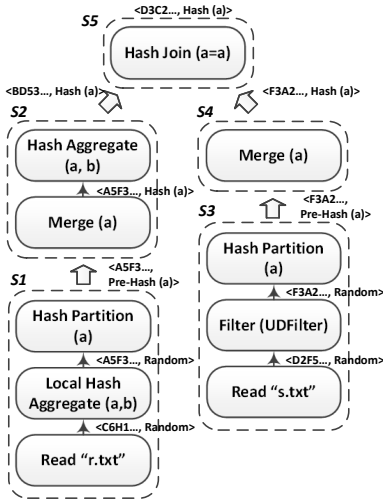 <D3C2..., Hash (a)>
S5
Hash Join (a=a)
<BD53..., Hash (a)>
<F3A2..., Hash (a)>
S2
Hash Aggregate
(a, b)
<A5F3..., Hash (a)>
Merge (a)
<A5F3...,
Pre-Hash (a)>
S1
Hash Partition
(a)
<A5F3..., Random>
Local Hash
Aggregate (a,b)
<C6H1..., Random>
Read “r.txt”
S4
Merge (a)
<F3A2...,
Pre-Hash (a)>
S3
Hash Partition
(a)
<F3A2..., Random>
Filter (UDFilter)
<D2F5..., Random>
Read “s.txt”